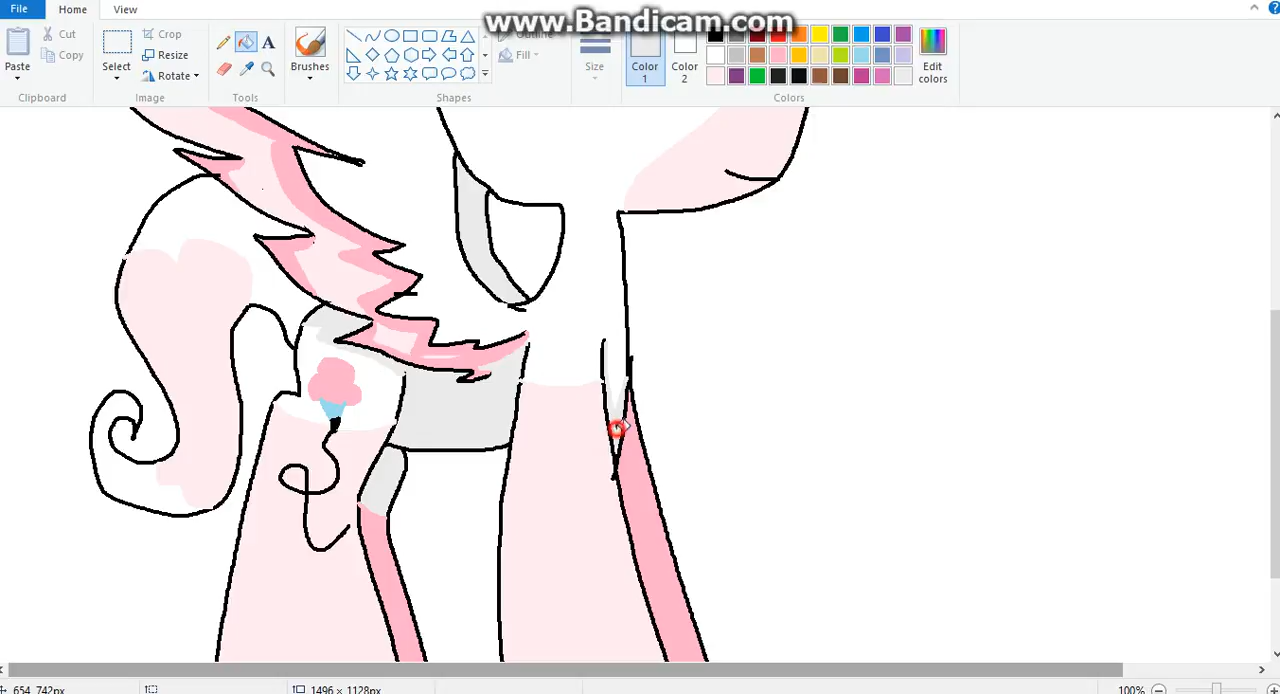 www.Bandicam.com
File Home View
Paste
Cut
Copy
Clipboard
Select
Crop
Resize
Rotate
Image
A
Tools
Brushes
Outline
Fill
Shapes
Size
Color 1
Color 2
Edit colors
Colors
654, 742px
1496 × 1128px
100%